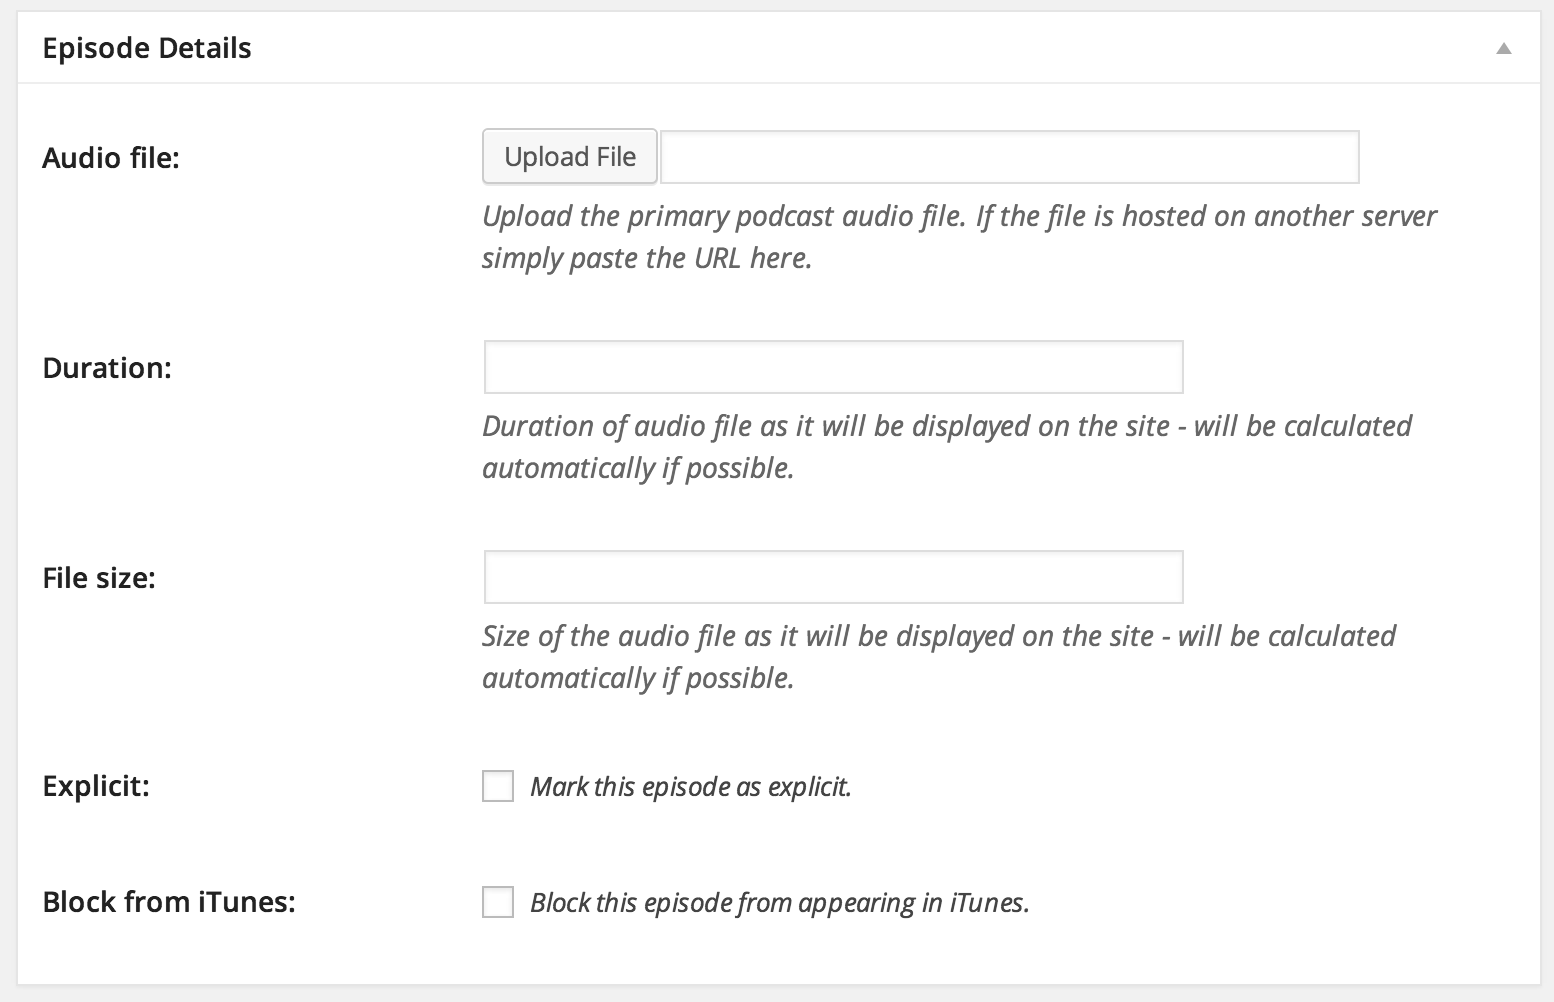 Episode Details
Audio file:
Upload File
Upload the primary podcast audio file. If the file is hosted on another server
simply paste the URL here.
Duration:
Duration of audio file as it will be displayed on the site - will be calculated
automatically if possible.
File size:
Size of the audio file as it will be displayed on the site - will be calculated
automatically if possible.
Explicit:
Mark this episode as explicit.
Block from iTunes:
Block this episode from appearing in iTunes.